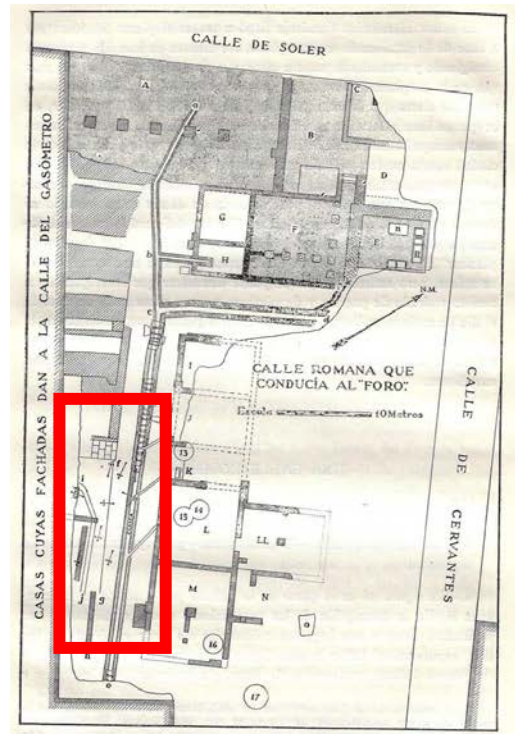 CALLE DE SOLER
CASAS CUYAS FACHADAS DAN A LA CALLE DEL GASÓMETRO
A
a
C
B
D
G
F
E
n
b
H
N.M.
c
d
I
CALLE ROMANA QUE
CONDUCÍA AL "FORO".
J
Escala 10 Metros
CALLE DE CERVANTES
f
13
i
K
15
14
L
LL
j
g
M
N
n
o
16
e
17